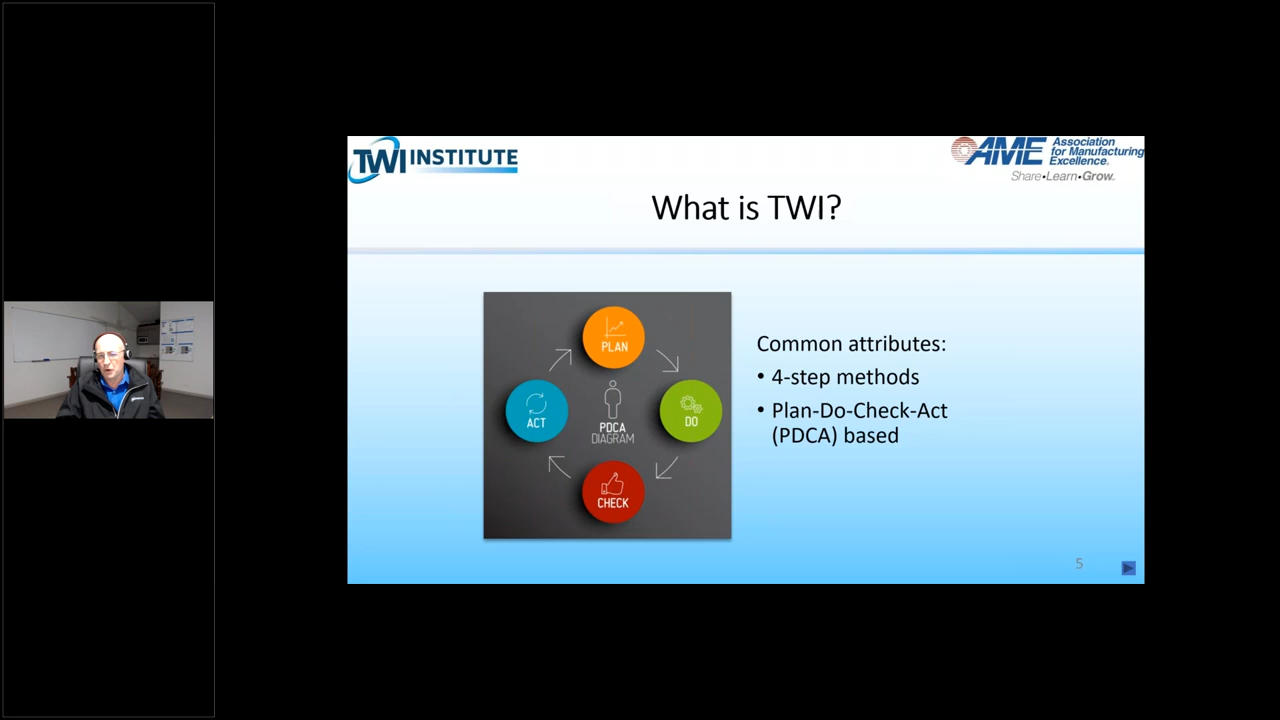 TWI INSTITUTE
AME Association
for Manufacturing
Excellence.
Share•Learn•Grow.
What is TWI?
PLAN
DO
CHECK
ACT
PDCA
DIAGRAM
Common attributes:
• 4-step methods
• Plan-Do-Check-Act
(PDCA) based
5